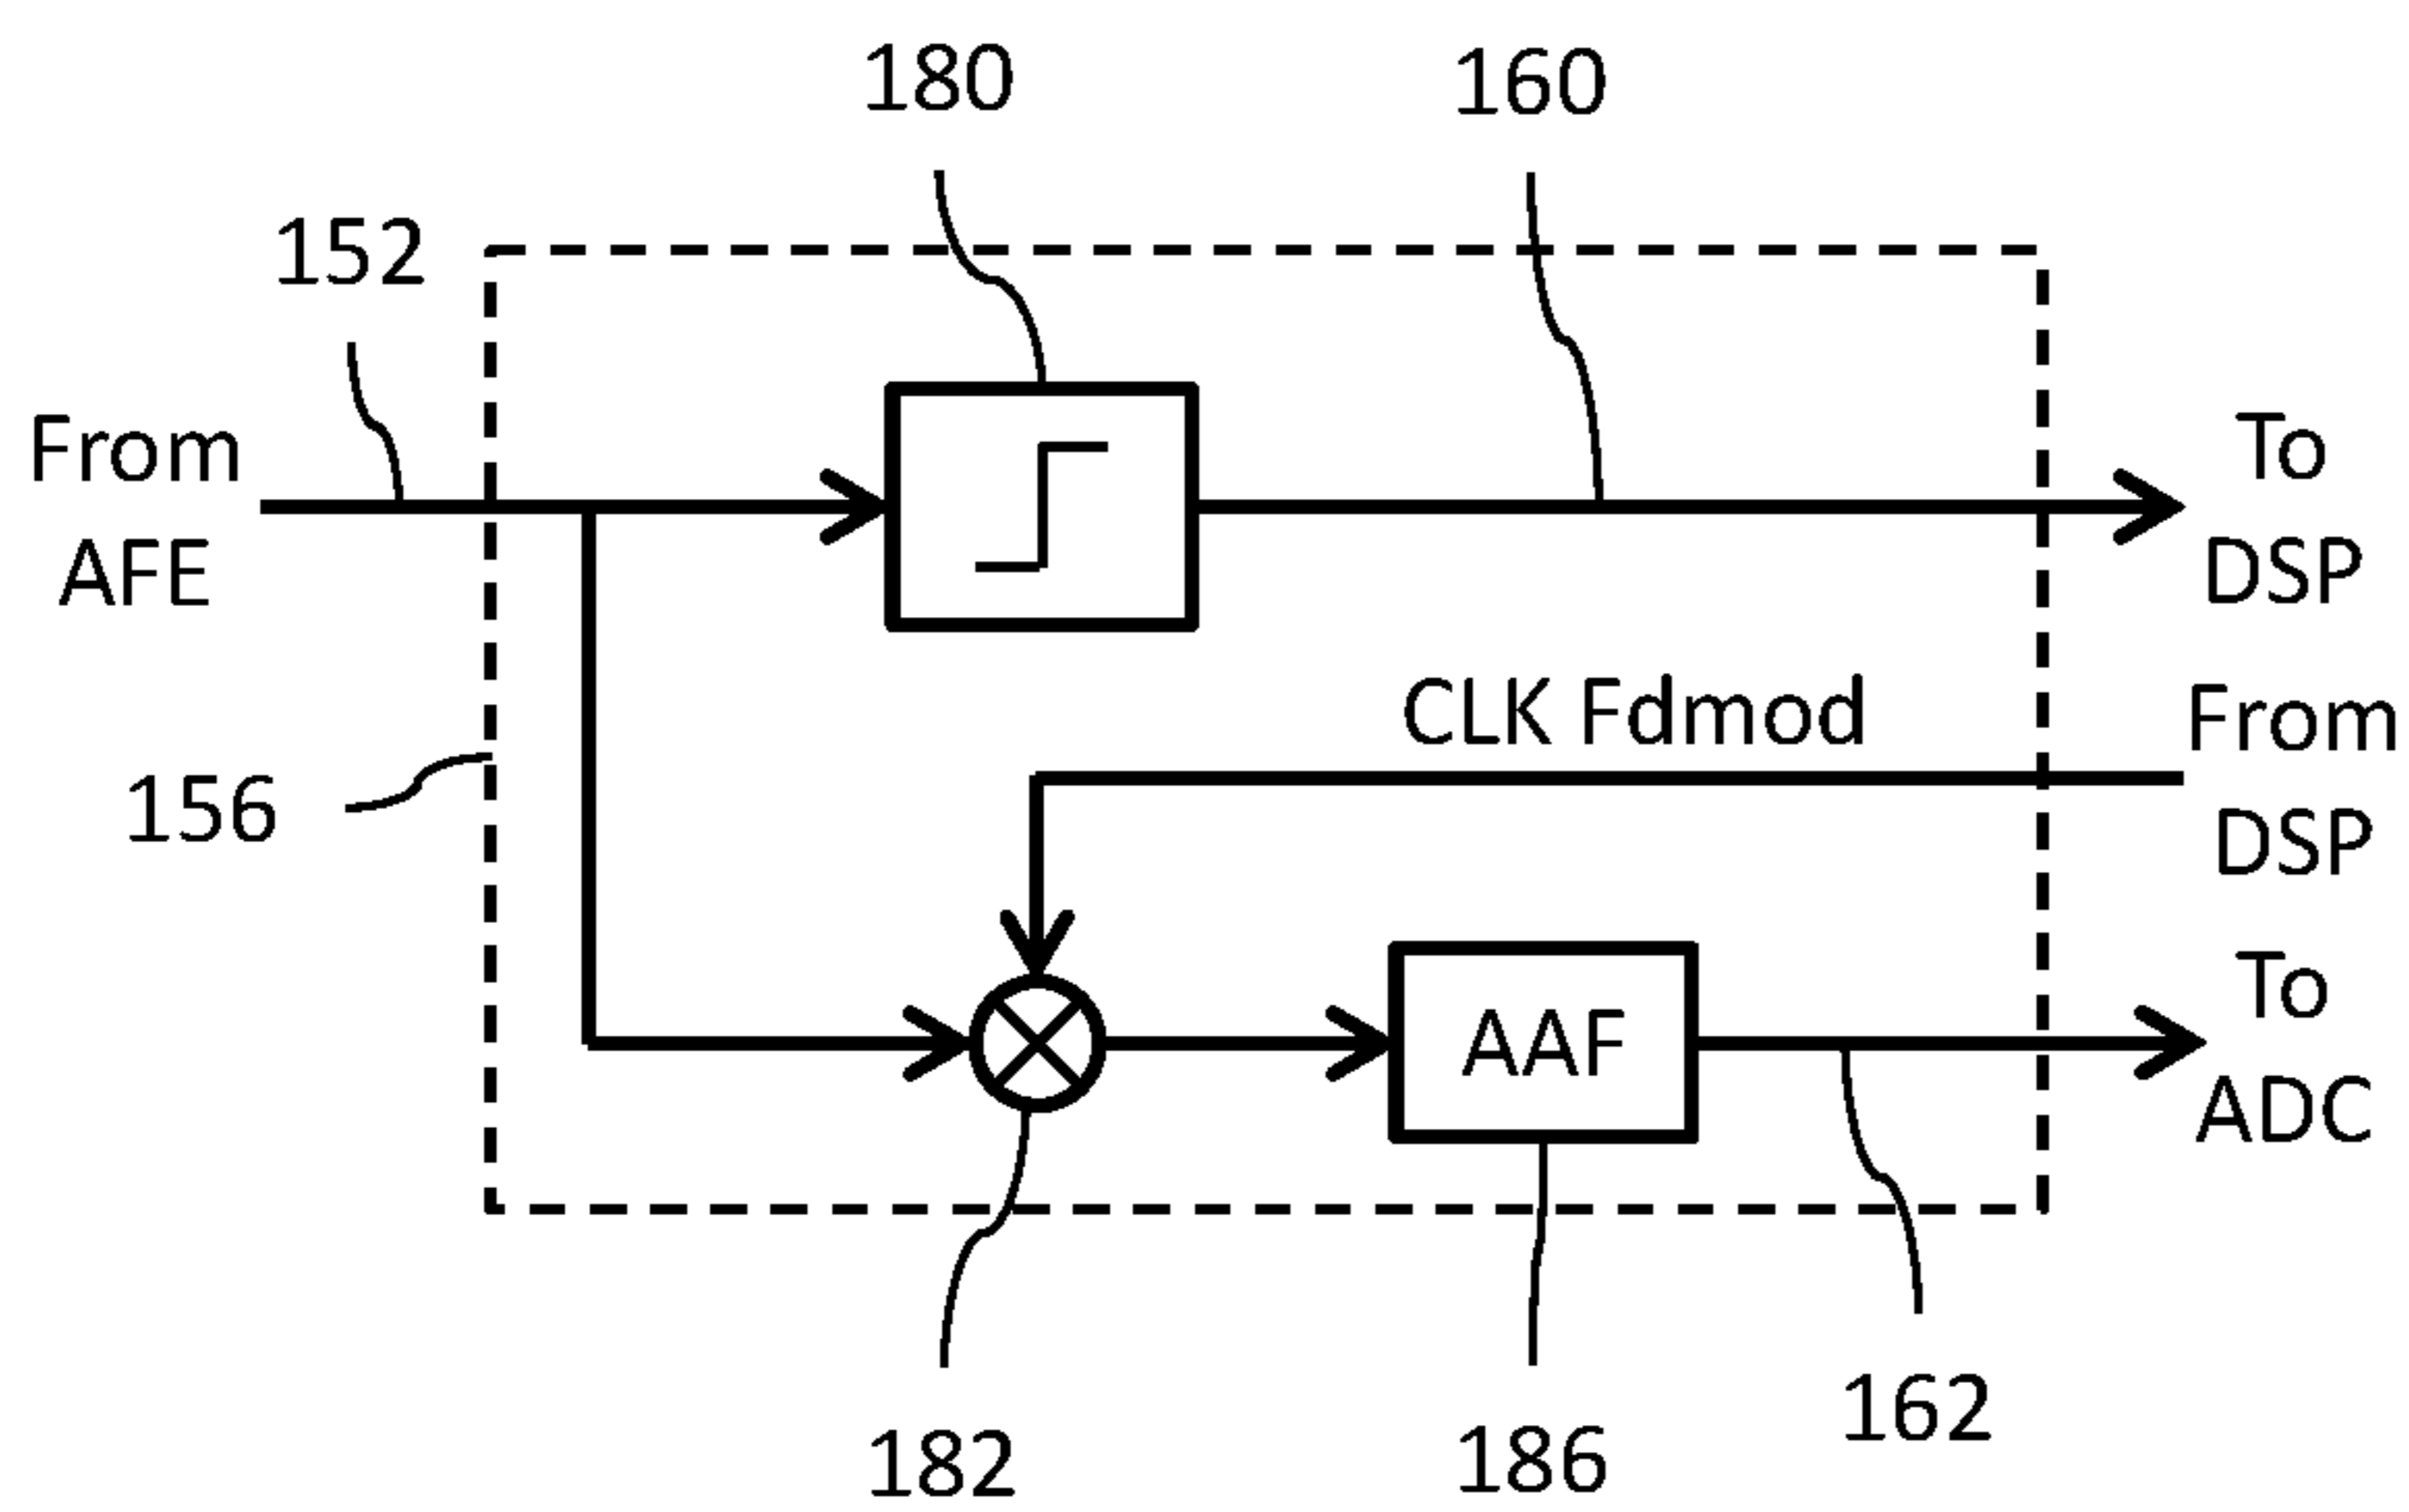 180
160
152
From
AFE
To
DSP
CLK Fdmod
From
DSP
156
AAF
To
ADC
182
186
162